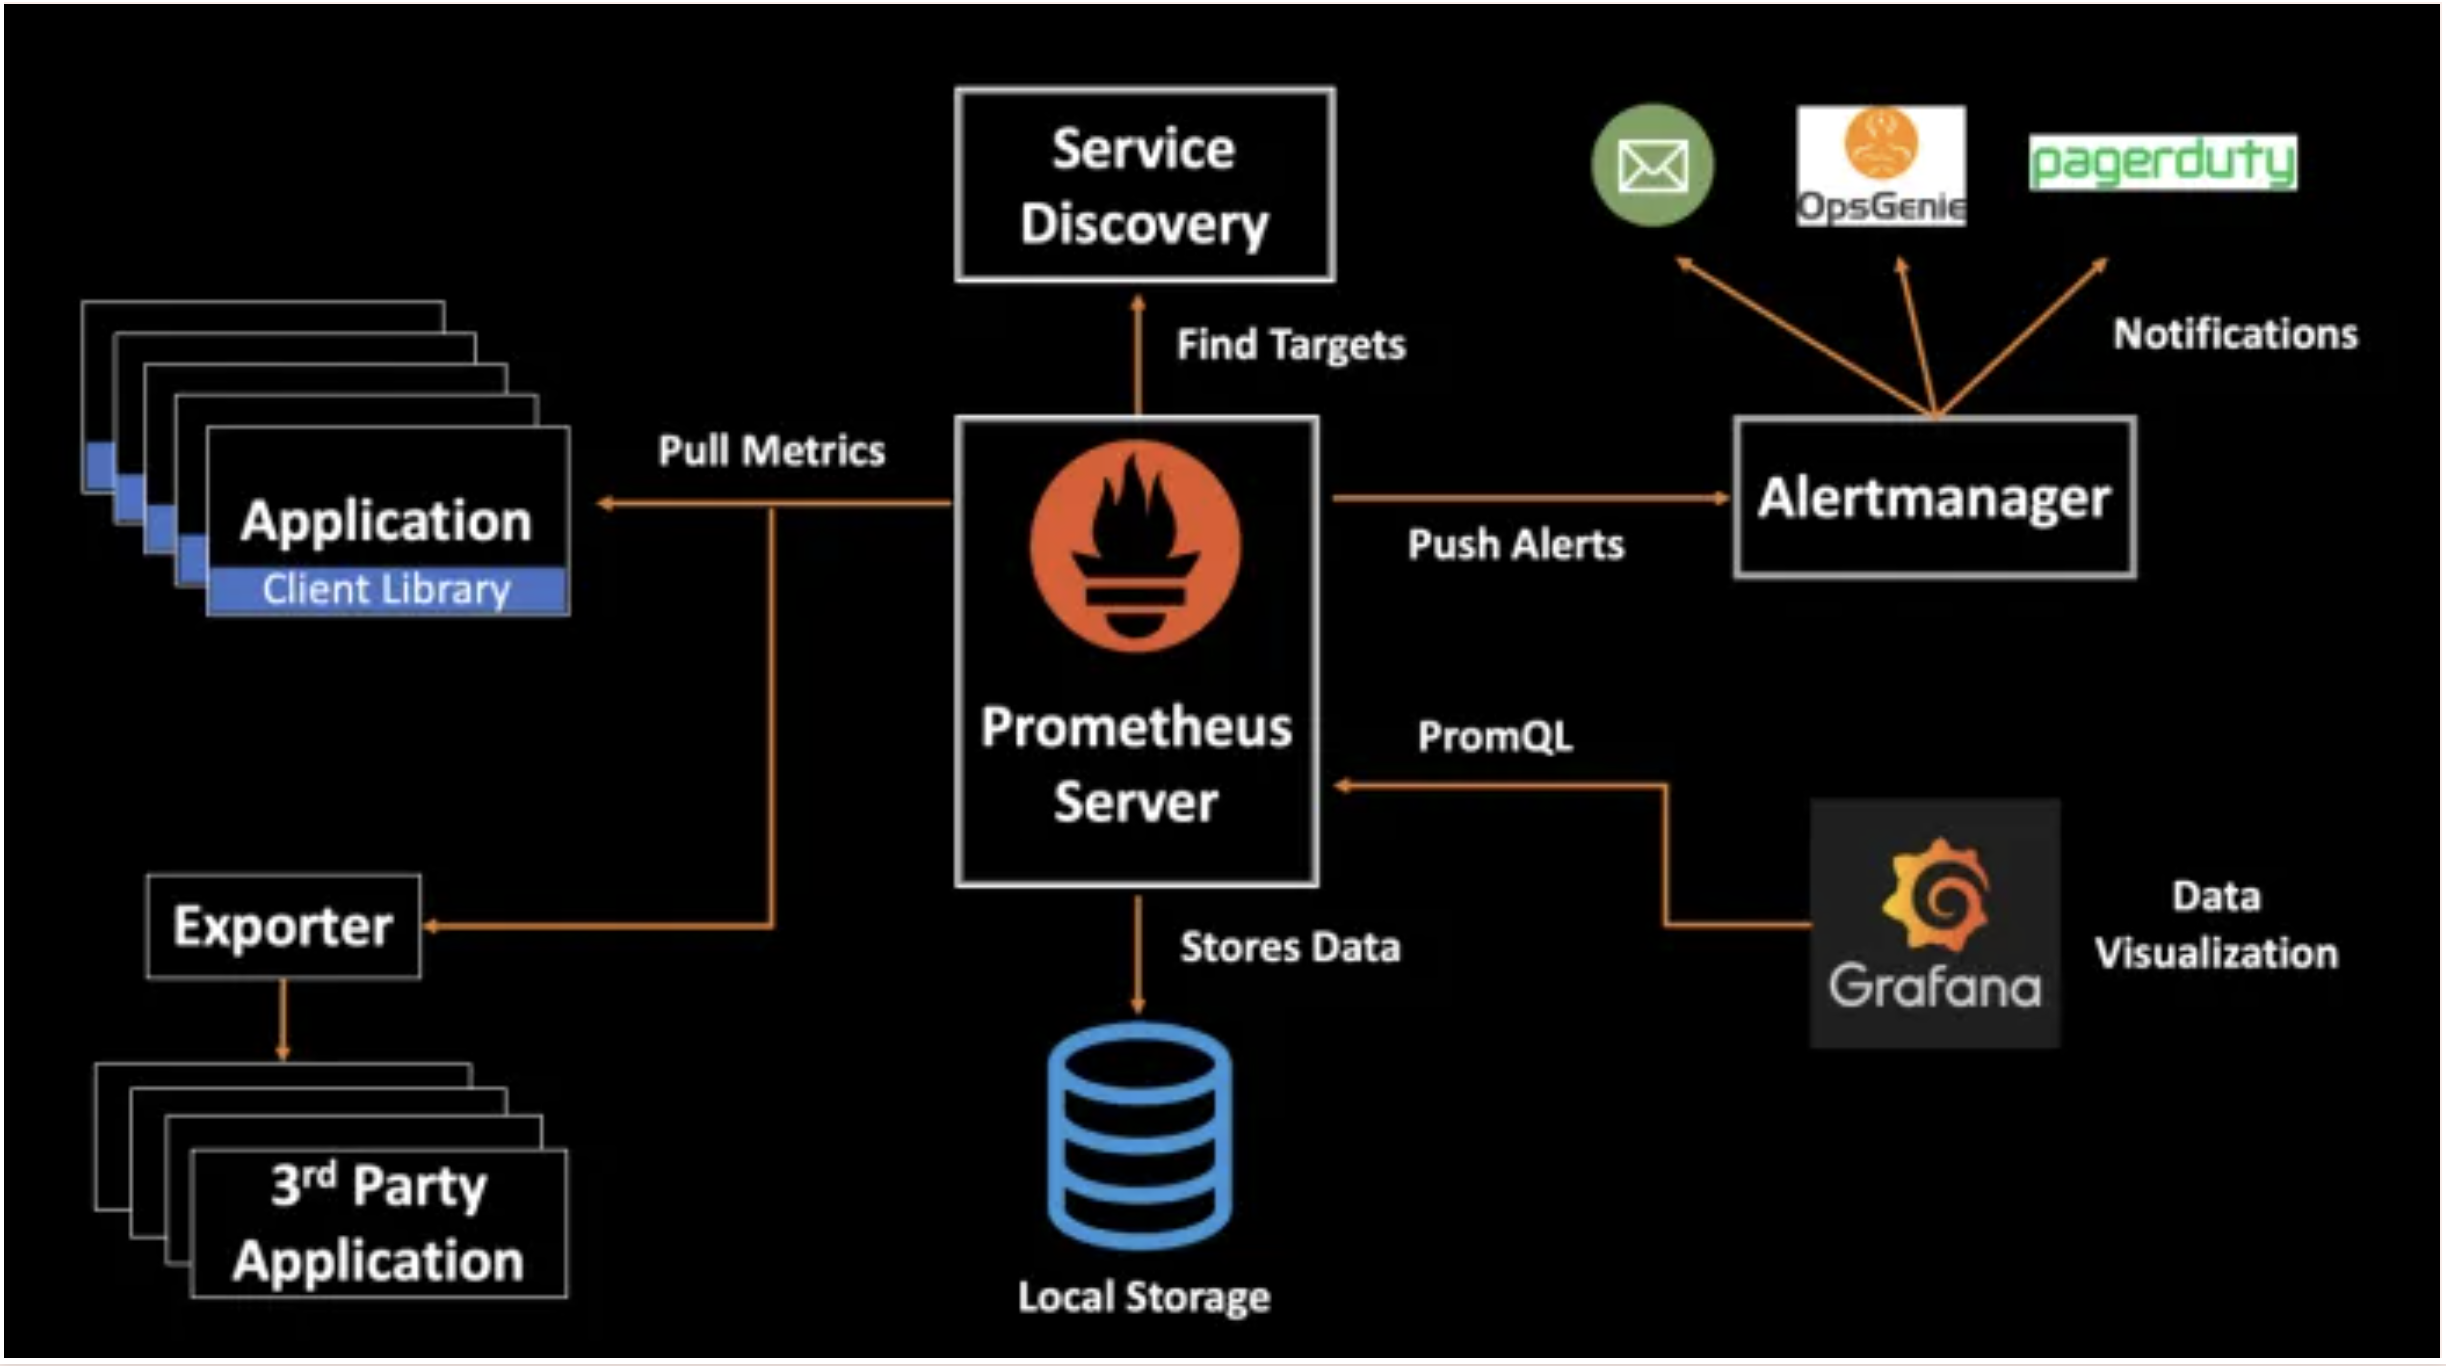 Service
Discovery
OpsGenie
pagerduty
Find Targets
Notifications
Pull Metrics
Application
Client Library
Prometheus
Server
Push Alerts
Alertmanager
PromQL
Exporter
Stores Data
Grafana
Data
Visualization
3rd Party
Application
Local Storage